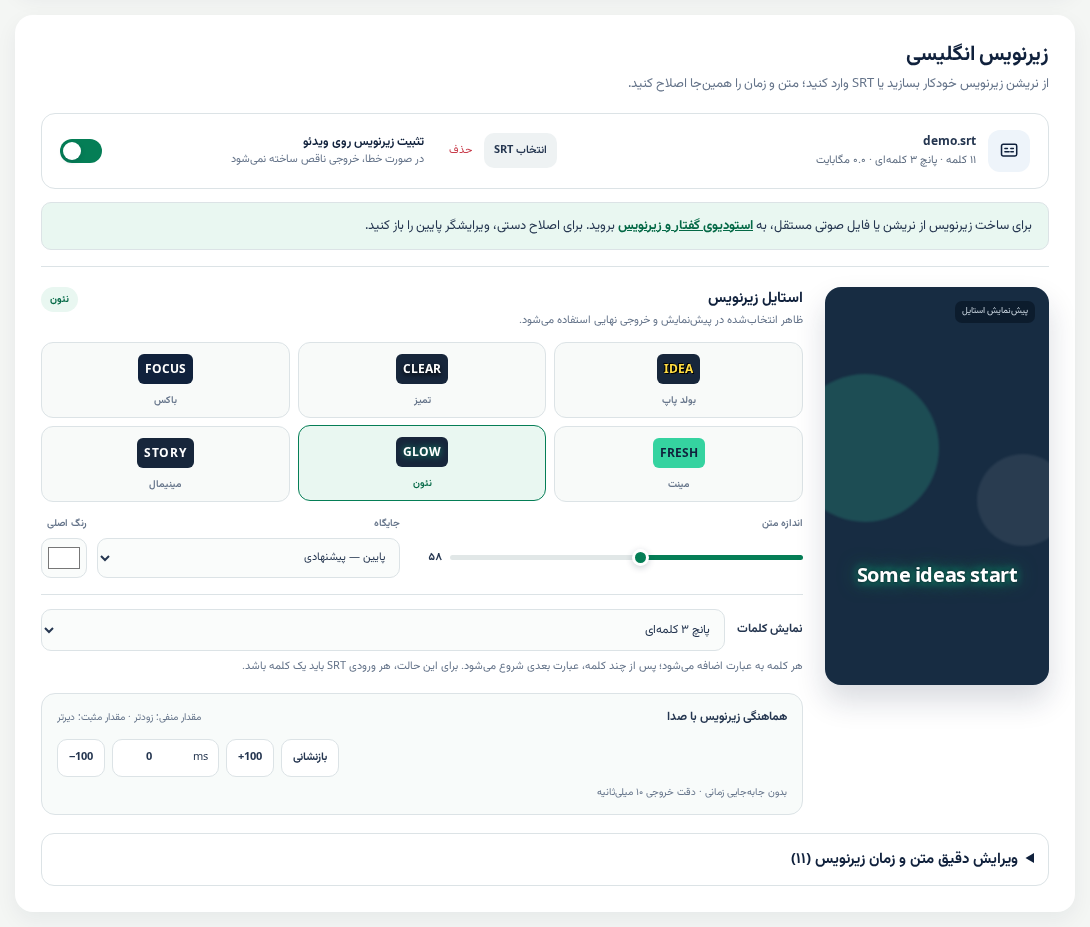 زیرنویس انگلیسی
از نریشن زیرنویس خودکار بسازید یا SRT وارد کنید؛ متن و زمان را همین‌جا اصلاح کنید.
demo.srt
۱۱ کلمه · پانچ ۳ کلمه‌ای · ۰.۰ مگابایت
انتخاب SRT
حذف
تثبیت زیرنویس روی ویدئو
در صورت خطا، خروجی ناقص ساخته نمی‌شود
برای ساخت زیرنویس از نریشن یا فایل صوتی مستقل، به استودیوی گفتار و زیرنویس بروید. برای اصلاح دستی، ویرایشگر پایین را باز کنید.
پیش‌نمایش استایل
Some ideas start
استایل زیرنویس
نئون
ظاهر انتخاب‌شده در پیش‌نمایش و خروجی نهایی استفاده می‌شود.
IDEA
بولد پاپ
CLEAR
تمیز
FOCUS
باکس
FRESH
مینت
GLOW
نئون
STORY
مینیمال
اندازه متن
۵۸
جایگاه
پایین — پیشنهادی
رنگ اصلی
نمایش کلمات
پانچ ۳ کلمه‌ای
هر کلمه به عبارت اضافه می‌شود؛ پس از چند کلمه، عبارت بعدی شروع می‌شود. برای این حالت، هر ورودی SRT باید یک کلمه باشد.
هماهنگی زیرنویس با صدا
مقدار منفی: زودتر · مقدار مثبت: دیرتر
بازنشانی
+100
ms
0
−100
بدون جابه‌جایی زمانی · دقت خروجی ۱۰ میلی‌ثانیه
ویرایش دقیق متن و زمان زیرنویس (۱۱)